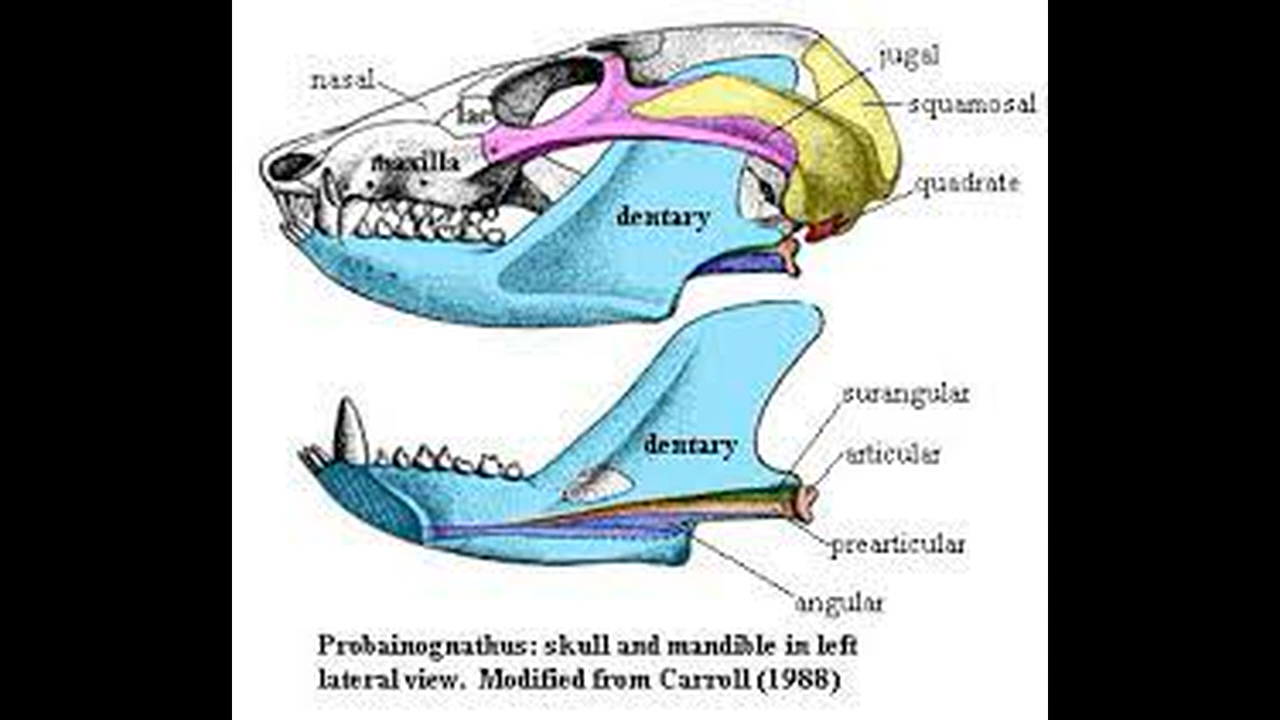 jugal
nasal
squamosal
lac
maxilla
quadrate
dentary
surangular
dentary
articular
prearticular
angular
Probainognathus: skull and mandible in left
lateral view. Modified from Carroll (1988)